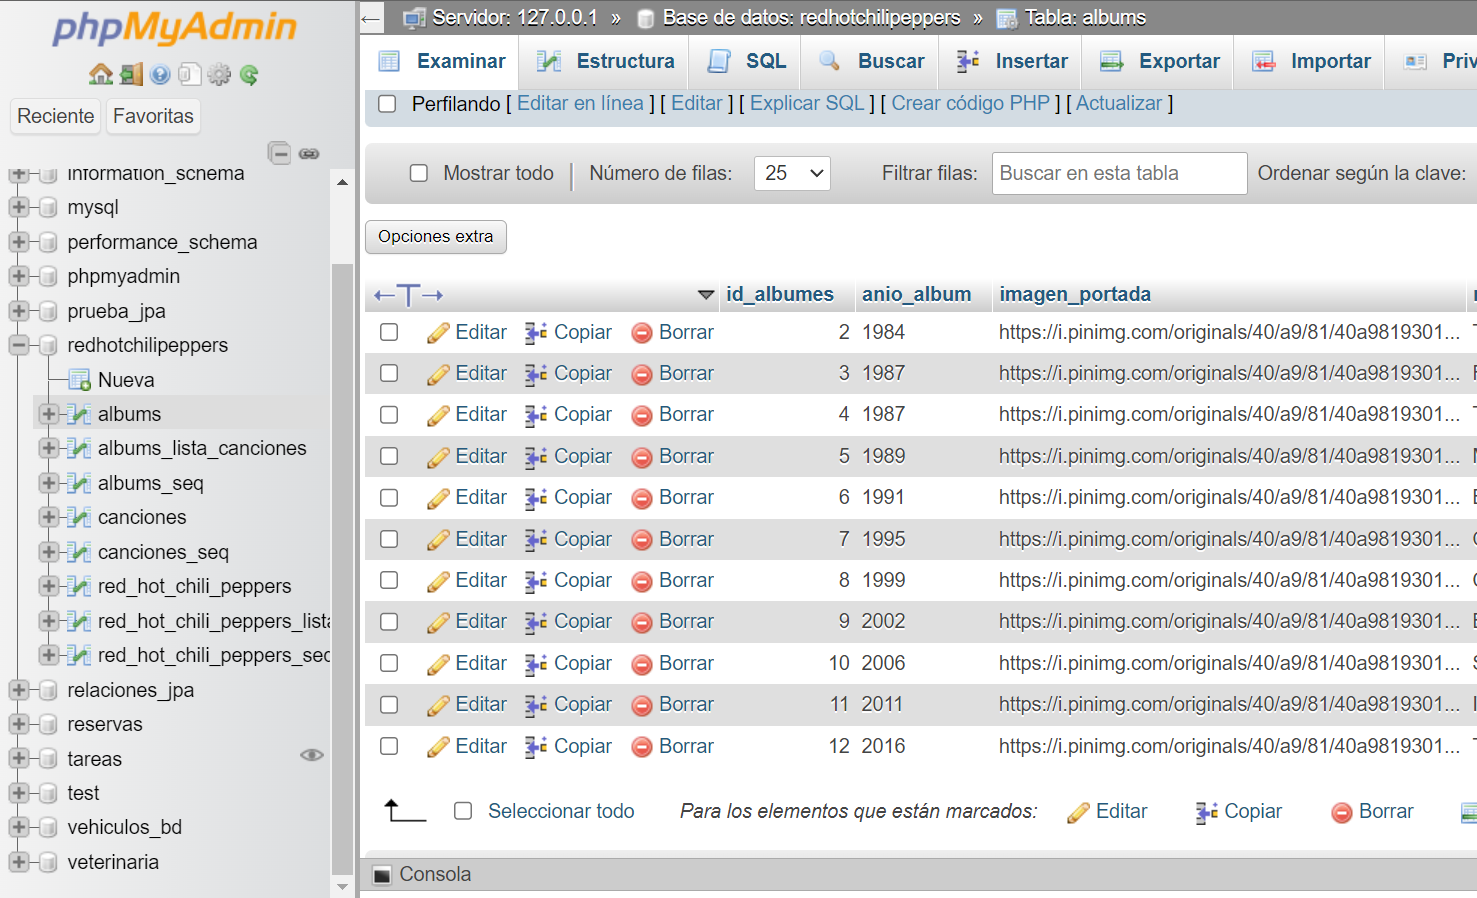 phpMyAdmin
Reciente Favoritas
information_schema
mysql
performance_schema
phpmyadmin
prueba_jpa
redhotchilipeppers
Nueva
albums
albums_lista_canciones
albums_seq
canciones
canciones_seq
red_hot_chili_peppers
red_hot_chili_peppers_lista
red_hot_chili_peppers_sec
relaciones_jpa
reservas
tareas
test
vehiculos_bd
veterinaria
Servidor: 127.0.0.1 » Base de datos: redhotchilipeppers » Tabla: albums
Examinar Estructura SQL Buscar Insertar Exportar Importar Priv
Perfilando [ Editar en línea ] [ Editar ] [ Explicar SQL ] [ Crear código PHP ] [ Actualizar ]
Mostrar todo Número de filas: 25 Filtrar filas: Buscar en esta tabla Ordenar según la clave:
Opciones extra
←T→ id_albumes anio_album imagen_portada
Editar Copiar Borrar 2 1984 https://i.pinimg.com/originals/40/a9/81/40a9819301...
Editar Copiar Borrar 3 1987 https://i.pinimg.com/originals/40/a9/81/40a9819301...
Editar Copiar Borrar 4 1987 https://i.pinimg.com/originals/40/a9/81/40a9819301...
Editar Copiar Borrar 5 1989 https://i.pinimg.com/originals/40/a9/81/40a9819301...
Editar Copiar Borrar 6 1991 https://i.pinimg.com/originals/40/a9/81/40a9819301...
Editar Copiar Borrar 7 1995 https://i.pinimg.com/originals/40/a9/81/40a9819301...
Editar Copiar Borrar 8 1999 https://i.pinimg.com/originals/40/a9/81/40a9819301...
Editar Copiar Borrar 9 2002 https://i.pinimg.com/originals/40/a9/81/40a9819301...
Editar Copiar Borrar 10 2006 https://i.pinimg.com/originals/40/a9/81/40a9819301...
Editar Copiar Borrar 11 2011 https://i.pinimg.com/originals/40/a9/81/40a9819301...
Editar Copiar Borrar 12 2016 https://i.pinimg.com/originals/40/a9/81/40a9819301...
Seleccionar todo Para los elementos que están marcados: Editar Copiar Borrar
Consola